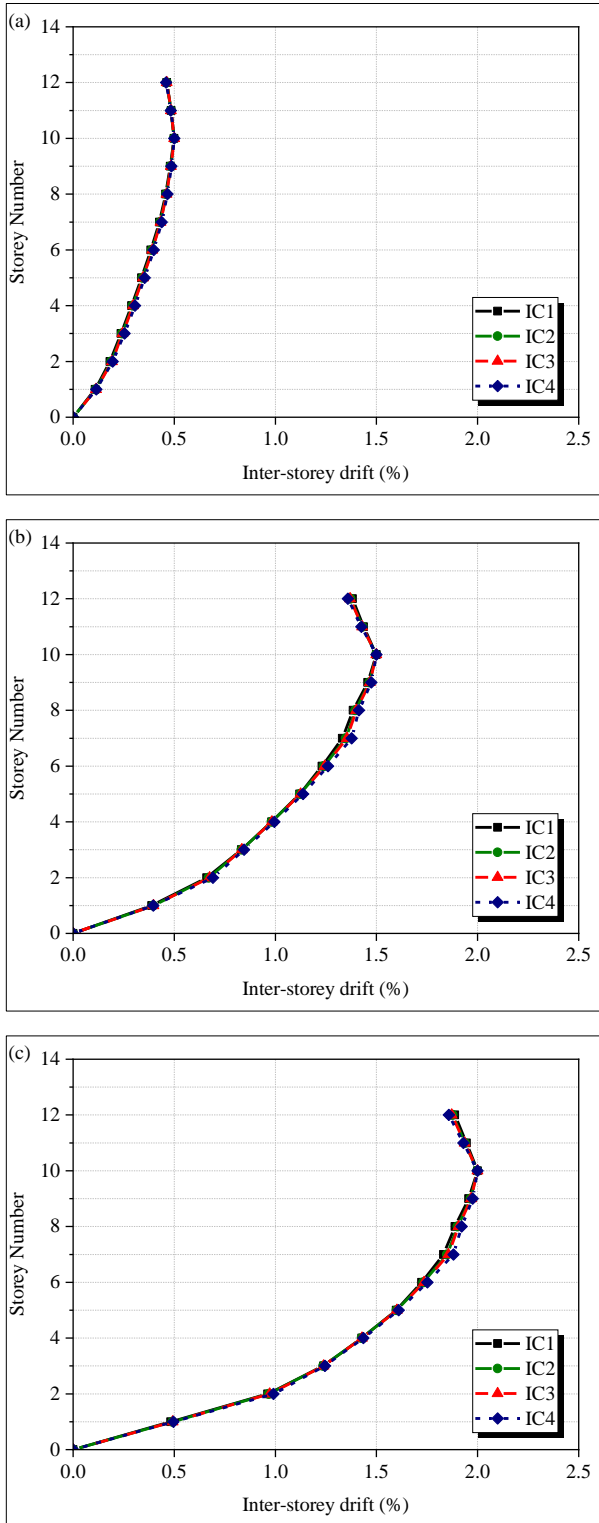 (a)
14
12
10
8
6
4
2
0
Storey Number
IC1
IC2
IC3
IC4
0.0 0.5 1.0 1.5 2.0 2.5
Inter-storey drift (%)
(b)
14
12
10
8
6
4
2
0
Storey Number
IC1
IC2
IC3
IC4
0.0 0.5 1.0 1.5 2.0 2.5
Inter-storey drift (%)
(c)
14
12
10
8
6
4
2
0
Storey Number
IC1
IC2
IC3
IC4
0.0 0.5 1.0 1.5 2.0 2.5
Inter-storey drift (%)